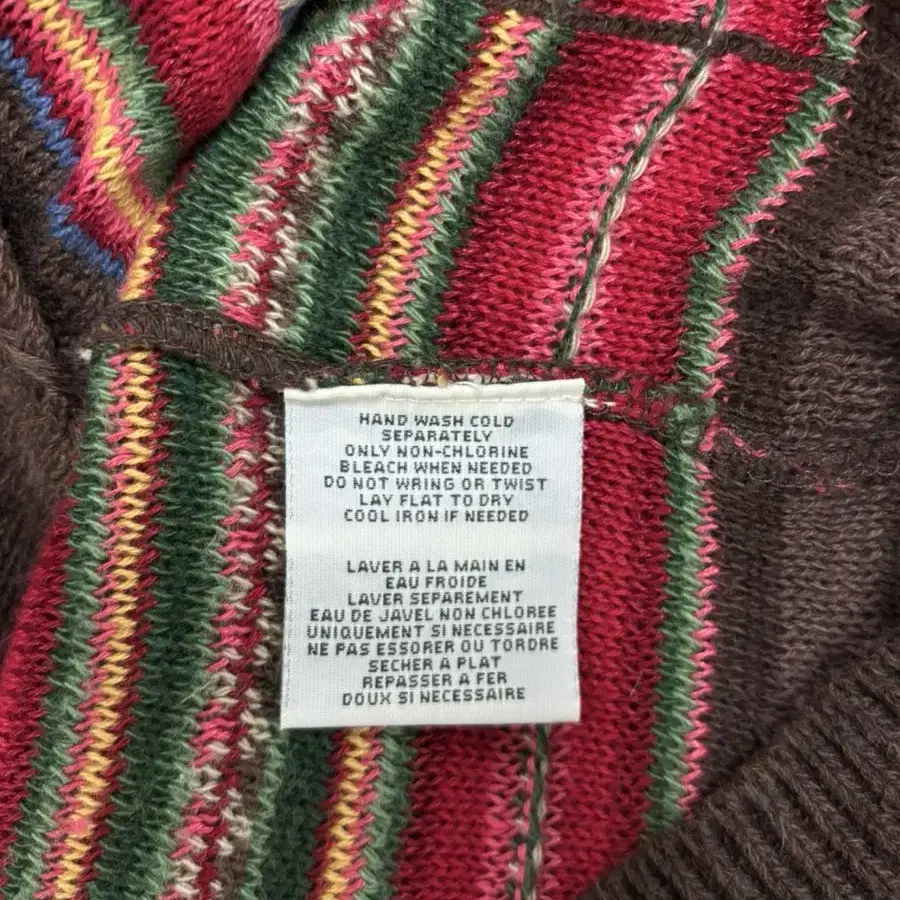 HAND WASH COLD
SEPARATELY
ONLY NON-CHLORINE
BLEACH WHEN NEEDED
DO NOT WRING OR TWIST
LAY FLAT TO DRY
COOL IRON IF NEEDED
LAVER A LA MAIN EN
EAU FROIDE
LAVER SEPAREMENT
EAU DE JAVEL NON CHLOREE
UNIQUEMENT SI NECESSAIRE
NE PAS ESSORER OU TORDRE
SECHER A PLAT
REPASSER A FER
DOUX SI NECESSAIRE